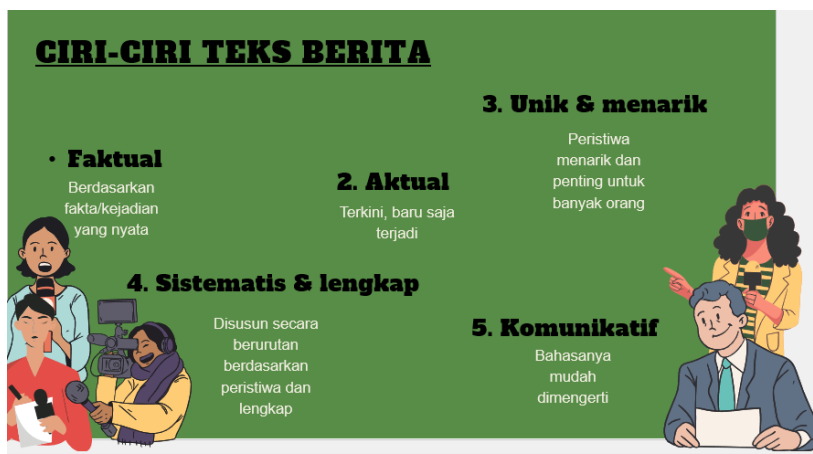 CIRI-CIRI TEKS BERITA
• Faktual
Berdasarkan
fakta/kejadian
yang nyata
2. Aktual
Terkini, baru saja
terjadi
3. Unik & menarik
Peristiwa
menarik dan
penting untuk
banyak orang
4. Sistematis & lengkap
Disusun secara
berurutan
berdasarkan
peristiwa dan
lengkap
5. Komunikatif
Bahasanya
mudah
dimengerti